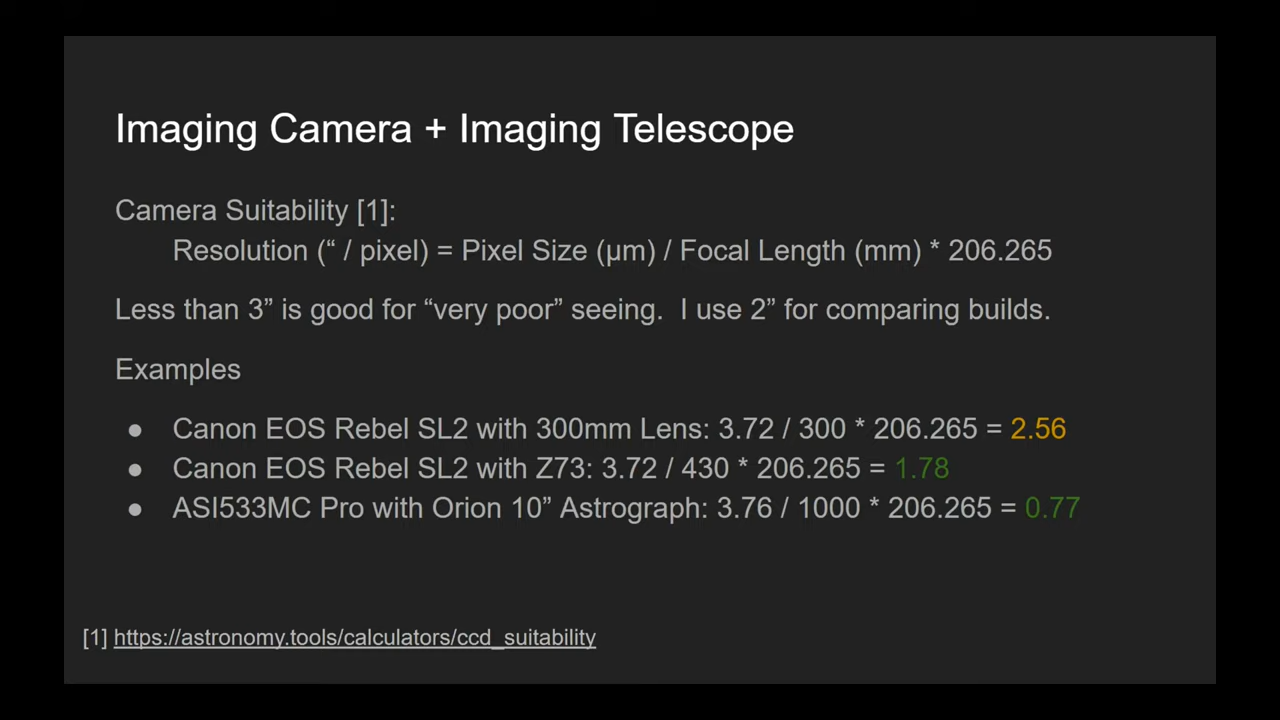 Imaging Camera + Imaging Telescope
Camera Suitability [1]:
Resolution (“ / pixel) = Pixel Size (μm) / Focal Length (mm) * 206.265
Less than 3” is good for “very poor” seeing.  I use 2” for comparing builds.
Examples
● Canon EOS Rebel SL2 with 300mm Lens: 3.72 / 300 * 206.265 = 2.56
● Canon EOS Rebel SL2 with Z73: 3.72 / 430 * 206.265 = 1.78
● ASI533MC Pro with Orion 10” Astrograph: 3.76 / 1000 * 206.265 = 0.77
[1] https://astronomy.tools/calculators/ccd_suitability